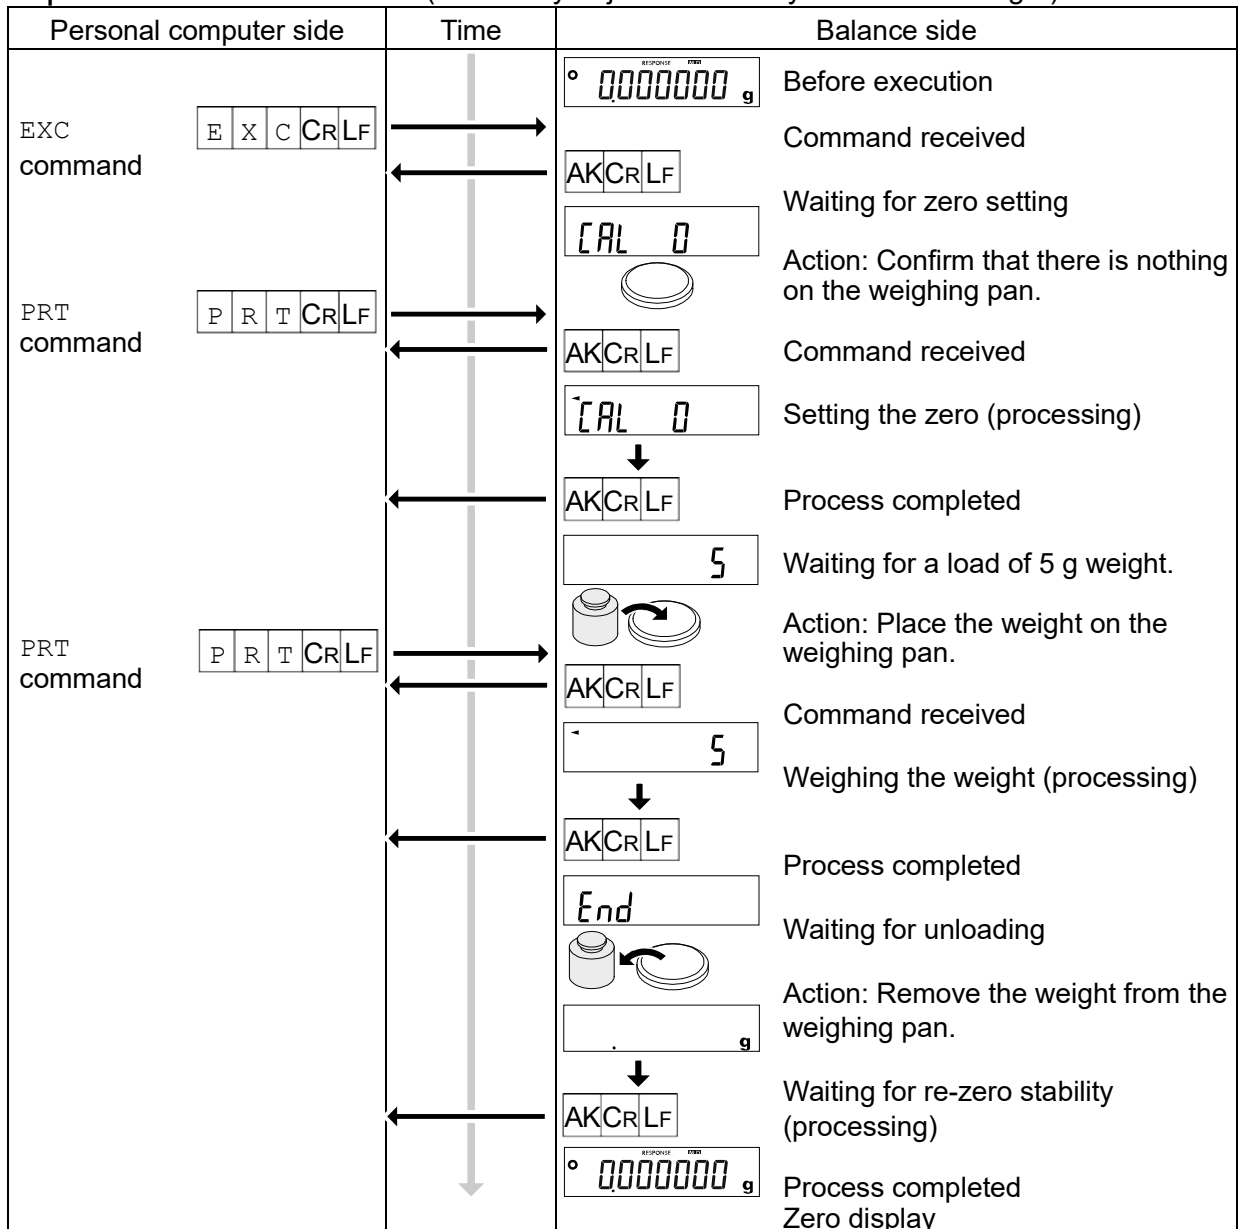 Personal computer side Time Balance side
RESPONSE
0.000000 g Before execution
EXC
command
E X C CR LF
Command received
AK CR LF
Waiting for zero setting
CAL 0
Action: Confirm that there is nothing
on the weighing pan.
PRT
command
P R T CR LF
AK CR LF Command received
CAL 0 Setting the zero (processing)
AK CR LF Process completed
5 Waiting for a load of 5 g weight.
Action: Place the weight on the
weighing pan.
PRT
command
P R T CR LF
AK CR LF
Command received
5
Weighing the weight (processing)
AK CR LF
Process completed
End
Waiting for unloading
Action: Remove the weight from the
weighing pan.
. g
Waiting for re-zero stability
(processing)
AK CR LF
RESPONSE
0.000000 g
Process completed
Zero display